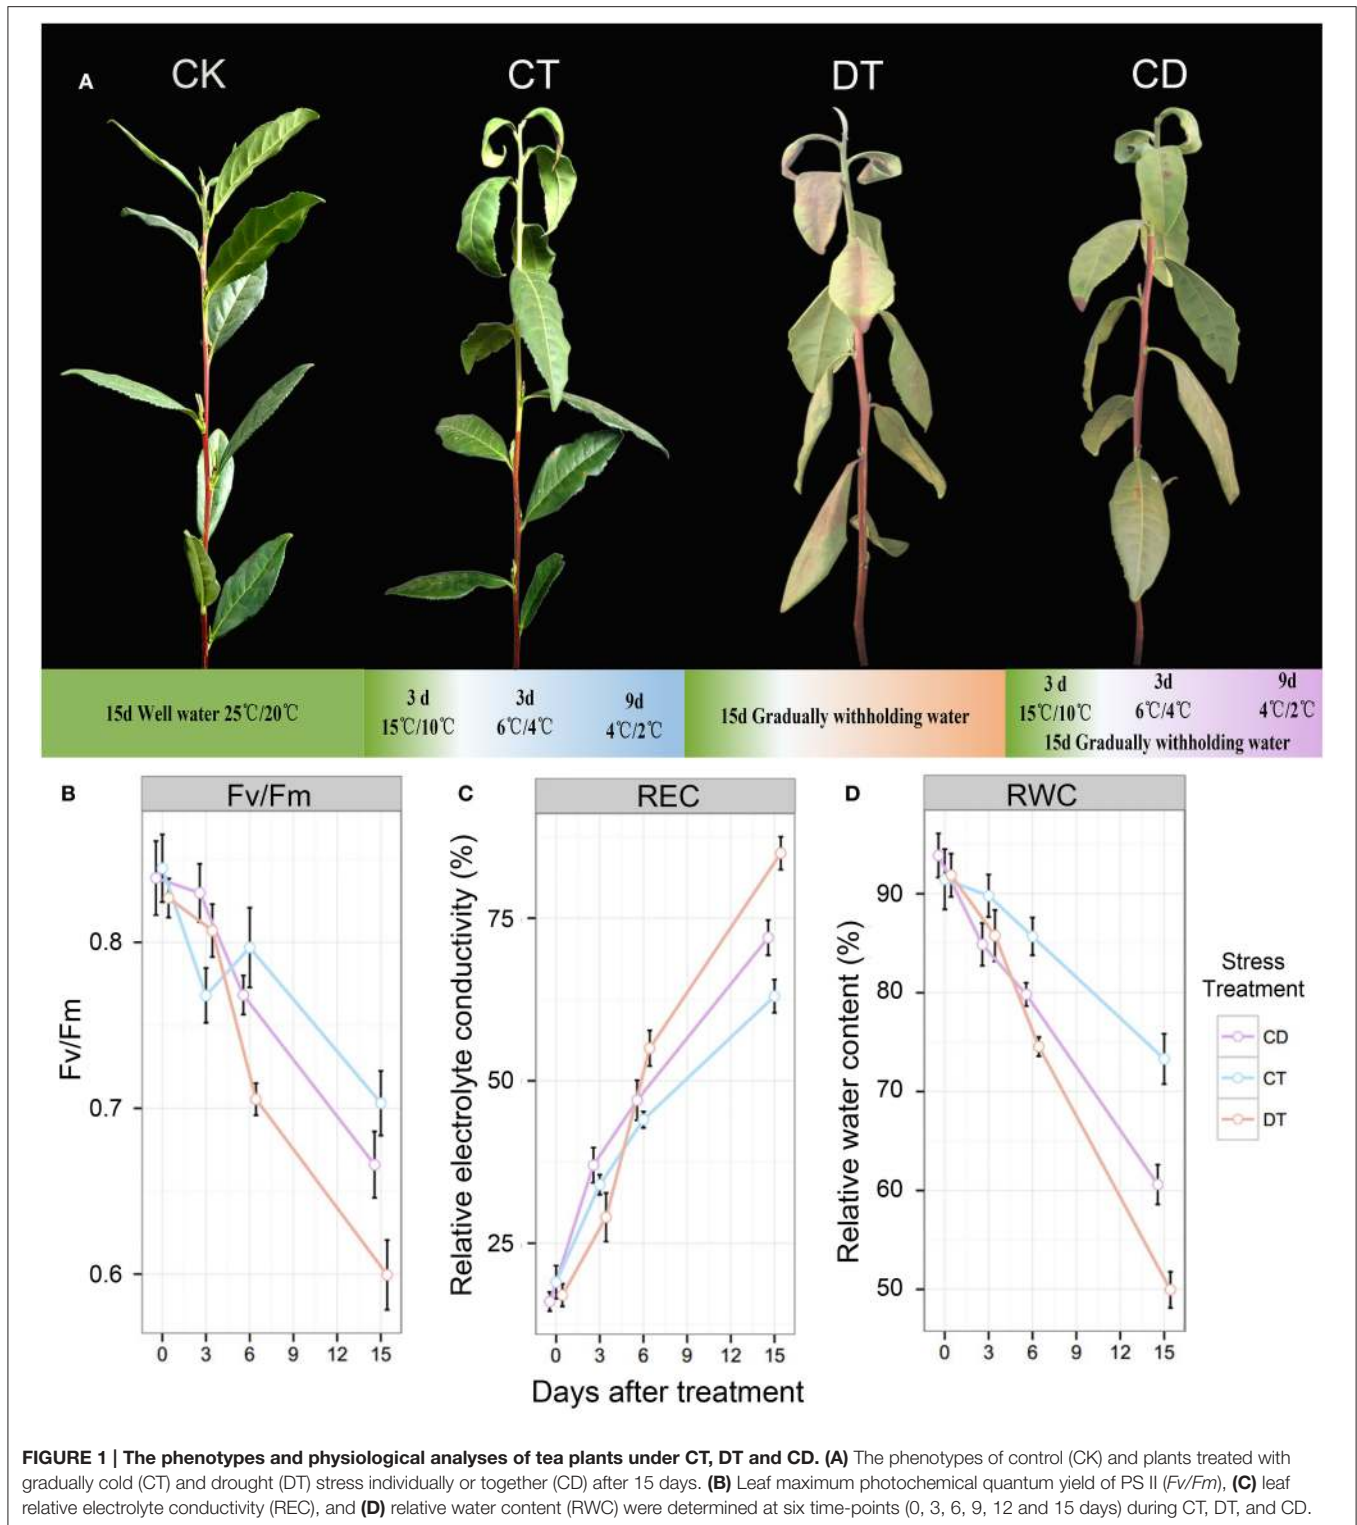 A
CK
CT
DT
CD
15d Well water 25℃/20℃
3 d
15℃/10℃
3d
6℃/4℃
9d
4℃/2℃
15d Gradually withholding water
3 d
15℃/10℃
3d
6℃/4℃
9d
4℃/2℃
15d Gradually withholding water
B
Fv/Fm
Fv/Fm
0.8
0.7
0.6
0 3 6 9 12 15
C
REC
Relative electrolyte conductivity (%)
75
50
25
0 3 6 9 12 15
Days after treatment
D
RWC
Relative water content (%)
90
80
70
60
50
0 3 6 9 12 15
Stress
Treatment
CD
CT
DT
FIGURE 1 | The phenotypes and physiological analyses of tea plants under CT, DT and CD. (A) The phenotypes of control (CK) and plants treated with
gradually cold (CT) and drought (DT) stress individually or together (CD) after 15 days. (B) Leaf maximum photochemical quantum yield of PS II (Fv/Fm), (C) leaf
relative electrolyte conductivity (REC), and (D) relative water content (RWC) were determined at six time-points (0, 3, 6, 9, 12 and 15 days) during CT, DT, and CD.